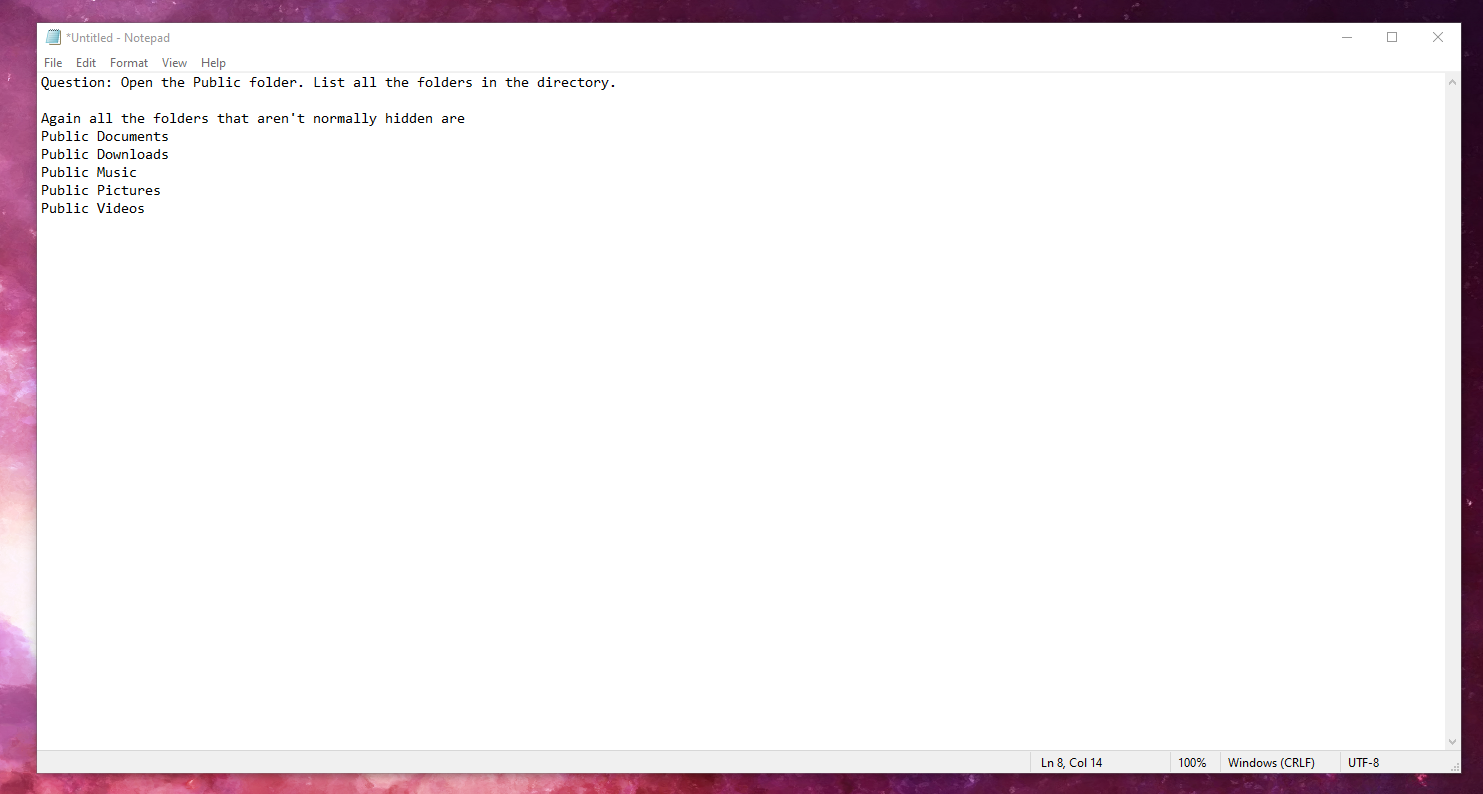 *Untitled - Notepad
File Edit Format View Help
Question: Open the Public folder. List all the folders in the directory.
Again all the folders that aren't normally hidden are
Public Documents
Public Downloads
Public Music
Public Pictures
Public Videos
Ln 8, Col 14 100% Windows (CRLF) UTF-8